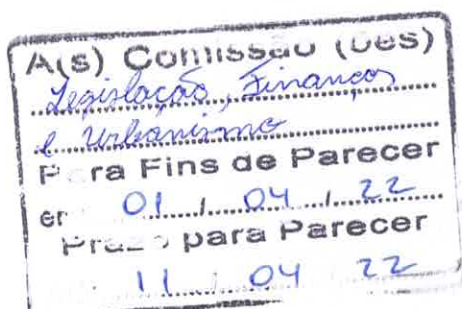 A(s) Comissão (ões)
Legislação, Finanças
e Urbanismo
Para Fins de Parecer
em 01 / 04 / 22
Prazo para Parecer
11 / 04 / 22